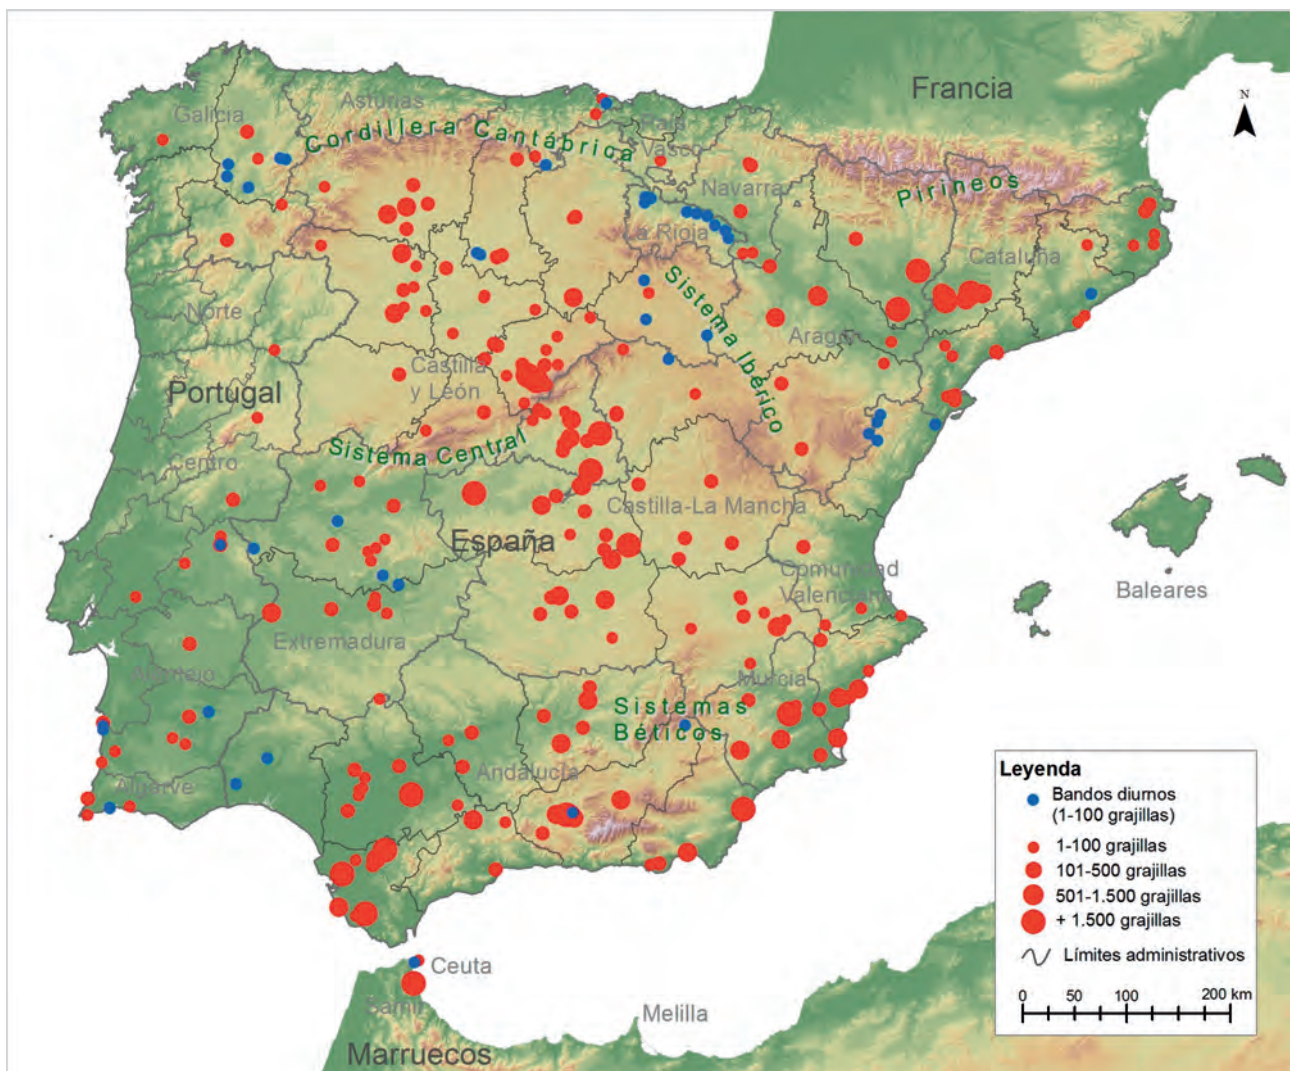 Francia
N
Galicia
Asturias
País
Vasco
Cordillera Cantábrica
Navarra
Pirineos
La Rioja
Cataluña
Sistema Ibérico
Norte
Aragón
Castilla
y León
Portugal
Sistema Central
Centro
Castilla-La Mancha
España
Comunidad
Valenciana
Baleares
Extremadura
Alentejo
Murcia
Sistemas
Béticos
Andalucía
Algarve
Leyenda
Bandos diurnos
(1-100 grajillas)
1-100 grajillas
101-500 grajillas
501-1.500 grajillas
+ 1.500 grajillas
Límites administrativos
0 50 100 200 km
Ceuta
Melilla
Marruecos